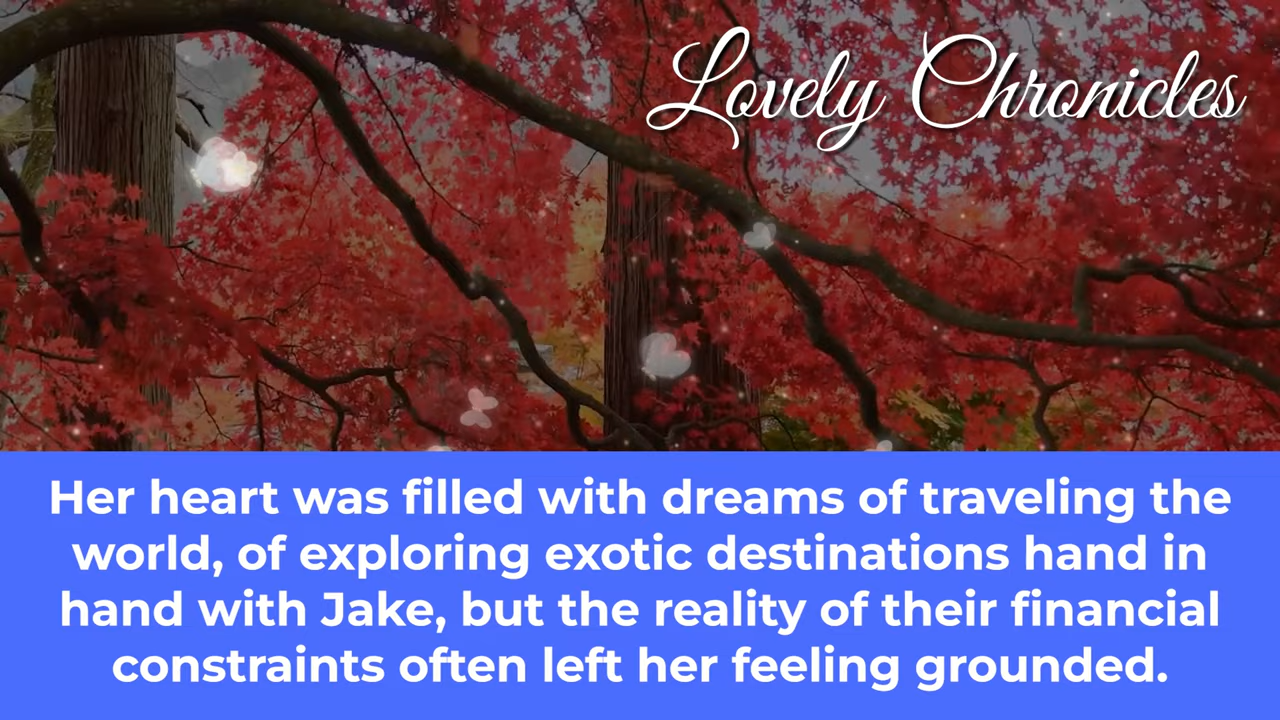 Lovely Chronicles
Her heart was filled with dreams of traveling the
world, of exploring exotic destinations hand in
hand with Jake, but the reality of their financial
constraints often left her feeling grounded.